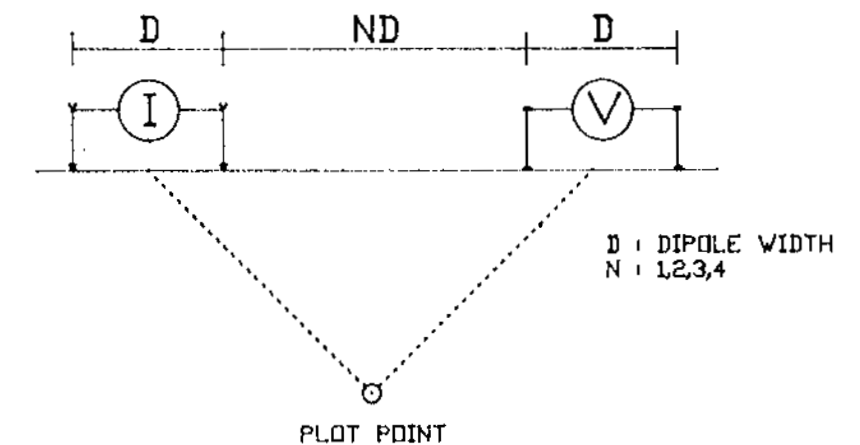 D ND D
I V
D : DIPOLE WIDTH
N : 1,2,3,4
PLOT POINT